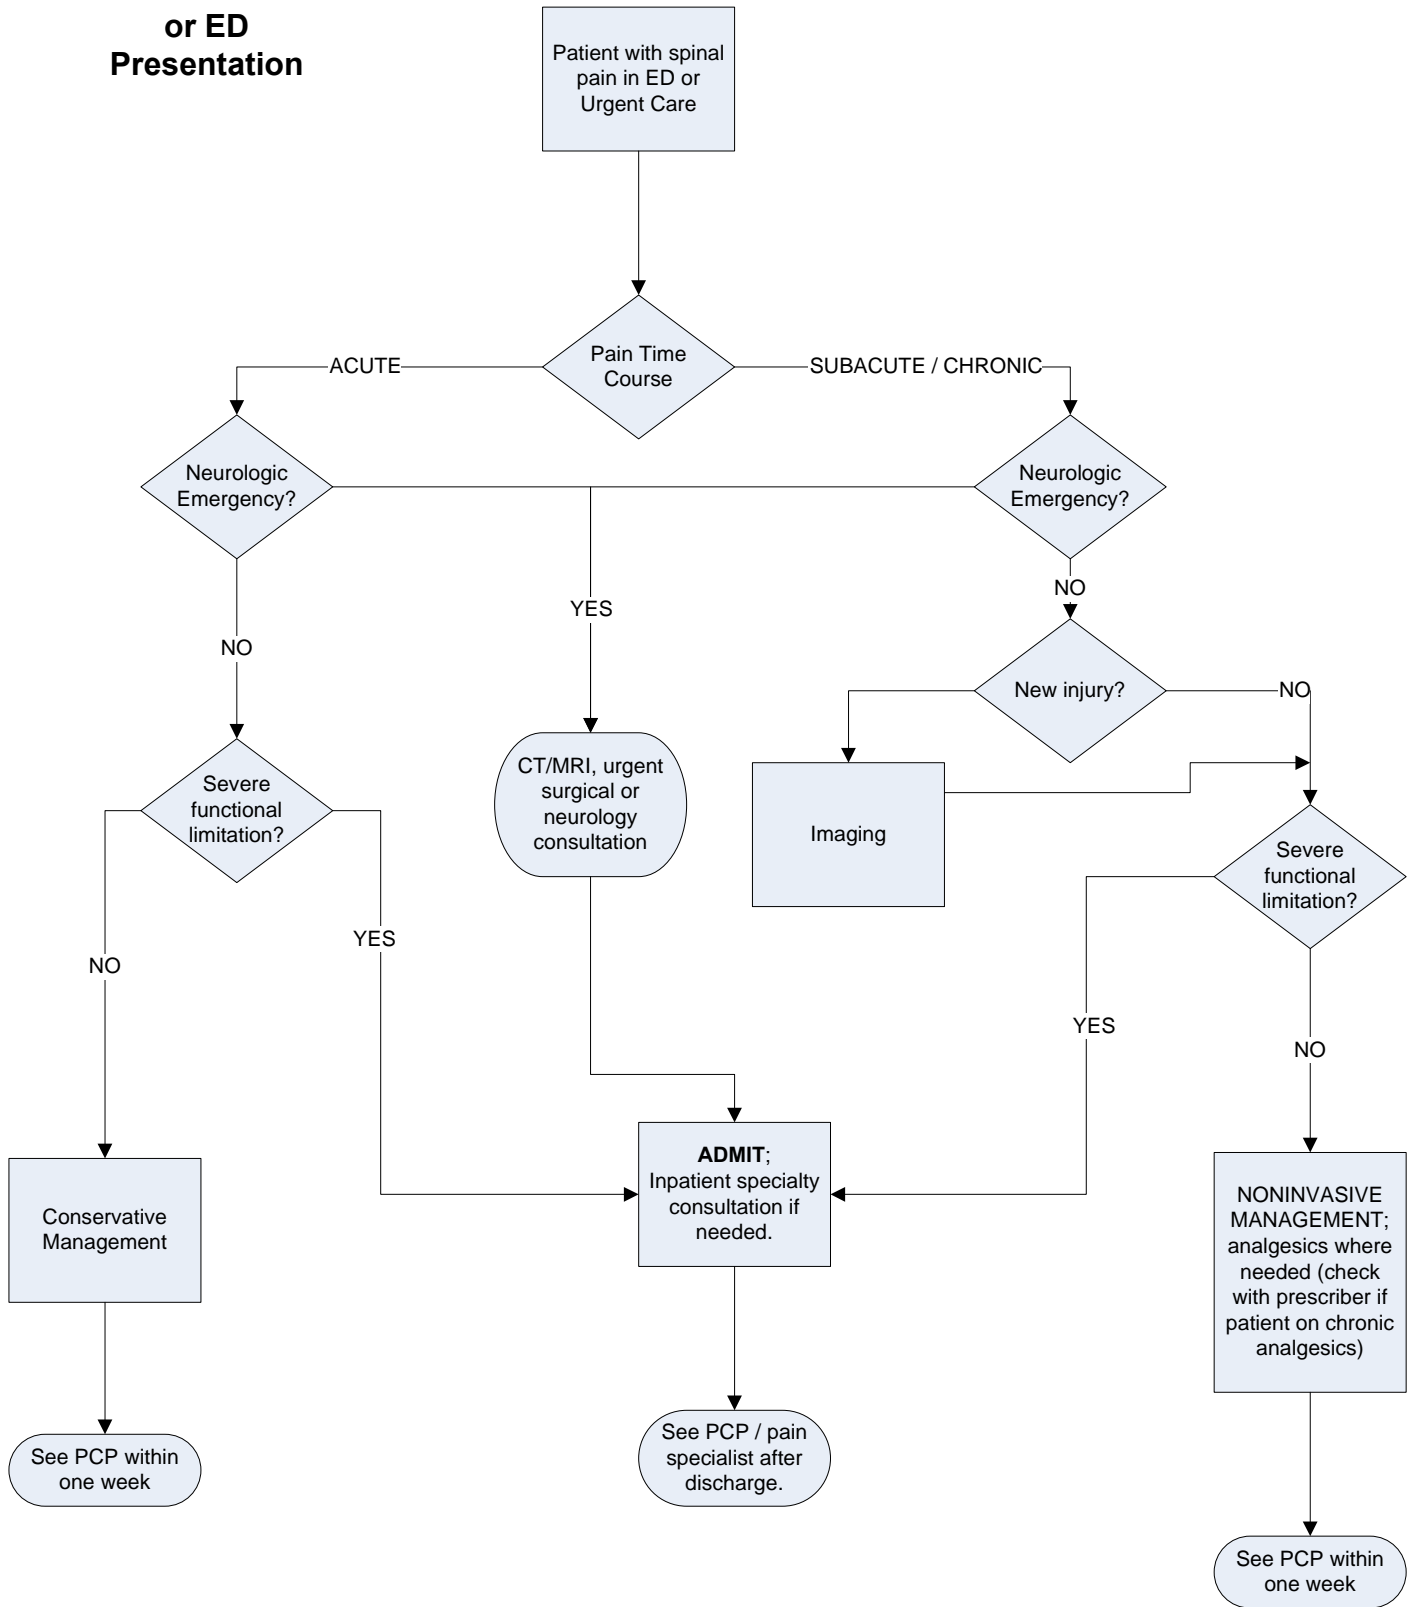 or ED
Presentation
Patient with spinal
pain in ED or
Urgent Care
Pain Time
Course
ACUTE
SUBACUTE / CHRONIC
Neurologic
Emergency?
Neurologic
Emergency?
NO
YES
NO
New injury?
NO
Severe
functional
limitation?
CT/MRI, urgent
surgical or
neurology
consultation
Imaging
Severe
functional
limitation?
NO
YES
YES
NO
ADMIT;
Inpatient specialty
consultation if
needed.
Conservative
Management
NONINVASIVE
MANAGEMENT;
analgesics where
needed (check
with prescriber if
patient on chronic
analgesics)
See PCP within
one week
See PCP / pain
specialist after
discharge.
See PCP within
one week